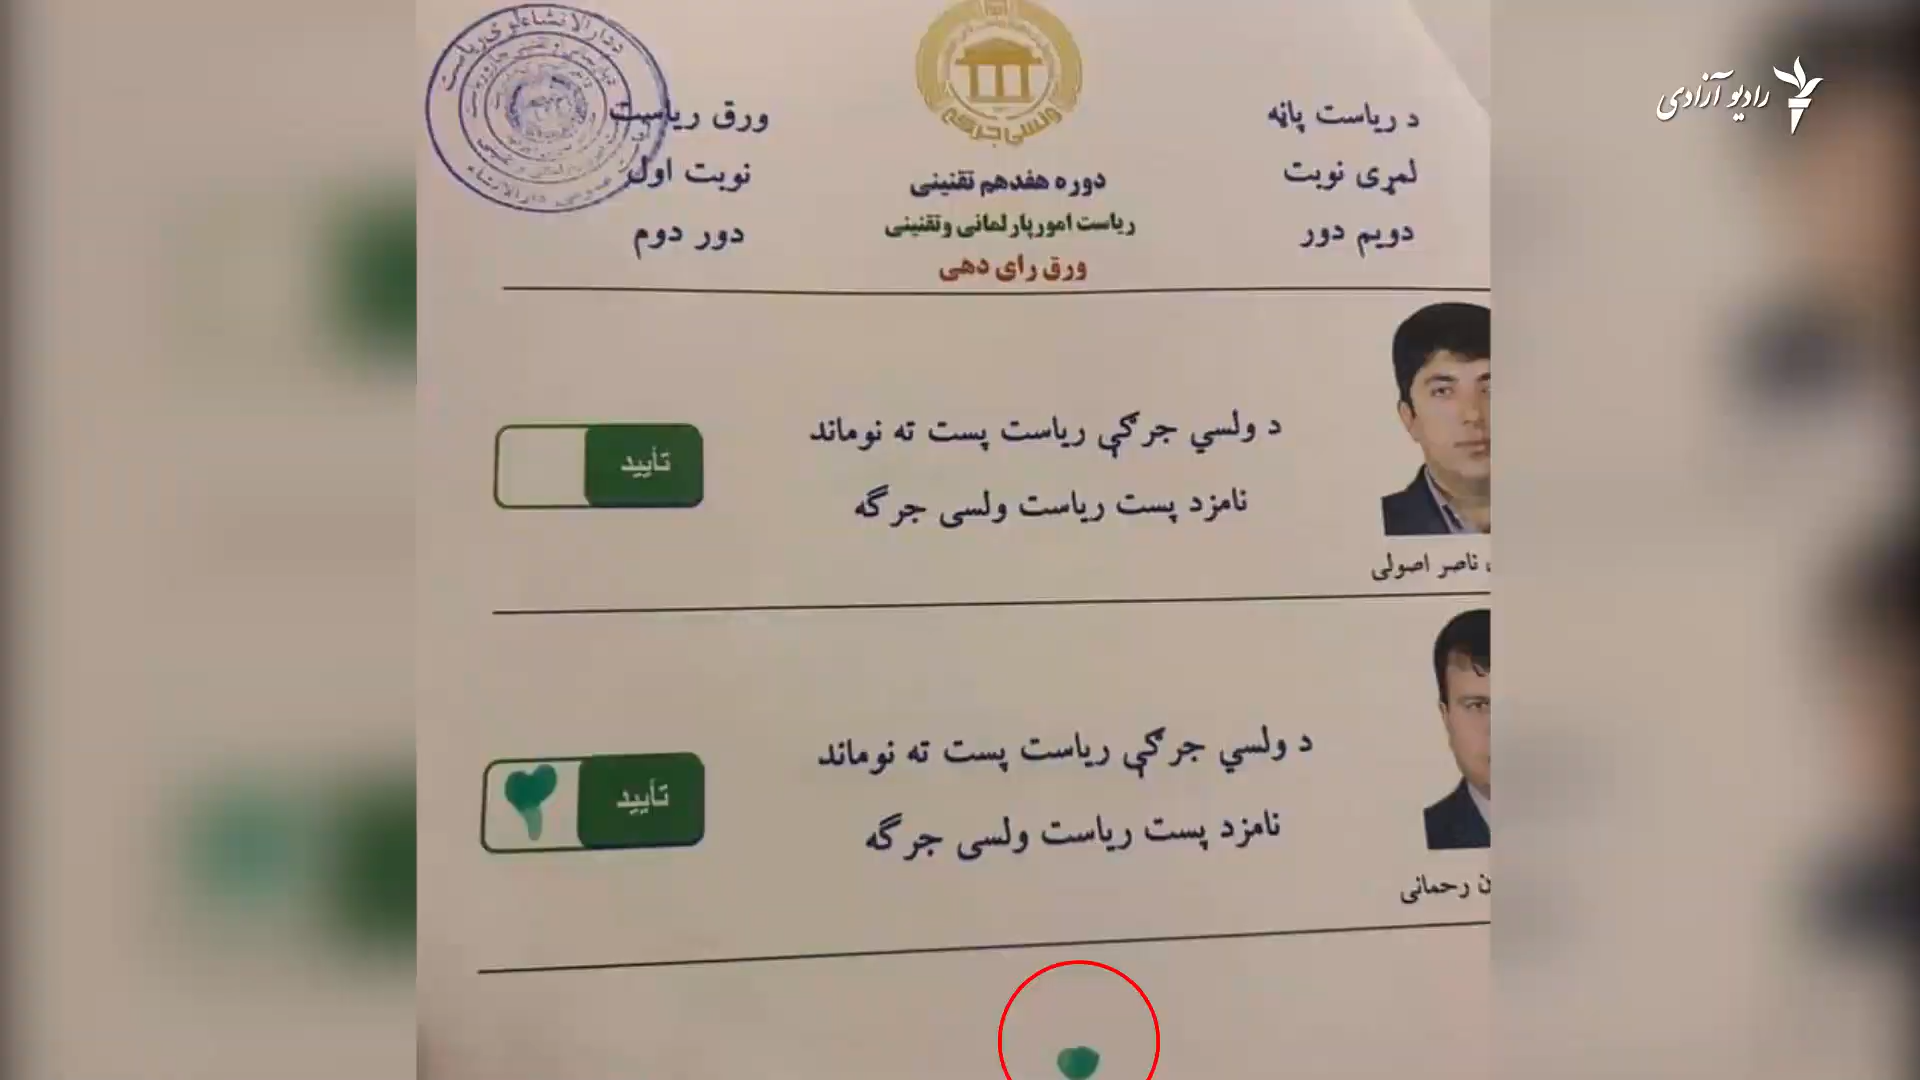 رادیو آزادی
د ریاست پاڼه
لمړی نوبت
دویم دور
ولسی جرگه
دوره هفدهم تقنینی
ریاست امور پارلمانی وتقنینی
ورق رای دهی
ورق ریاست
نوبت اول
دور دوم
د ولسي جرګې ریاست پست ته نوماند
نامزد پست ریاست ولسی جرگه
تأیید
ناصر اصولی
د ولسي جرګې ریاست پست ته نوماند
نامزد پست ریاست ولسی جرگه
تأیید
رحمانی